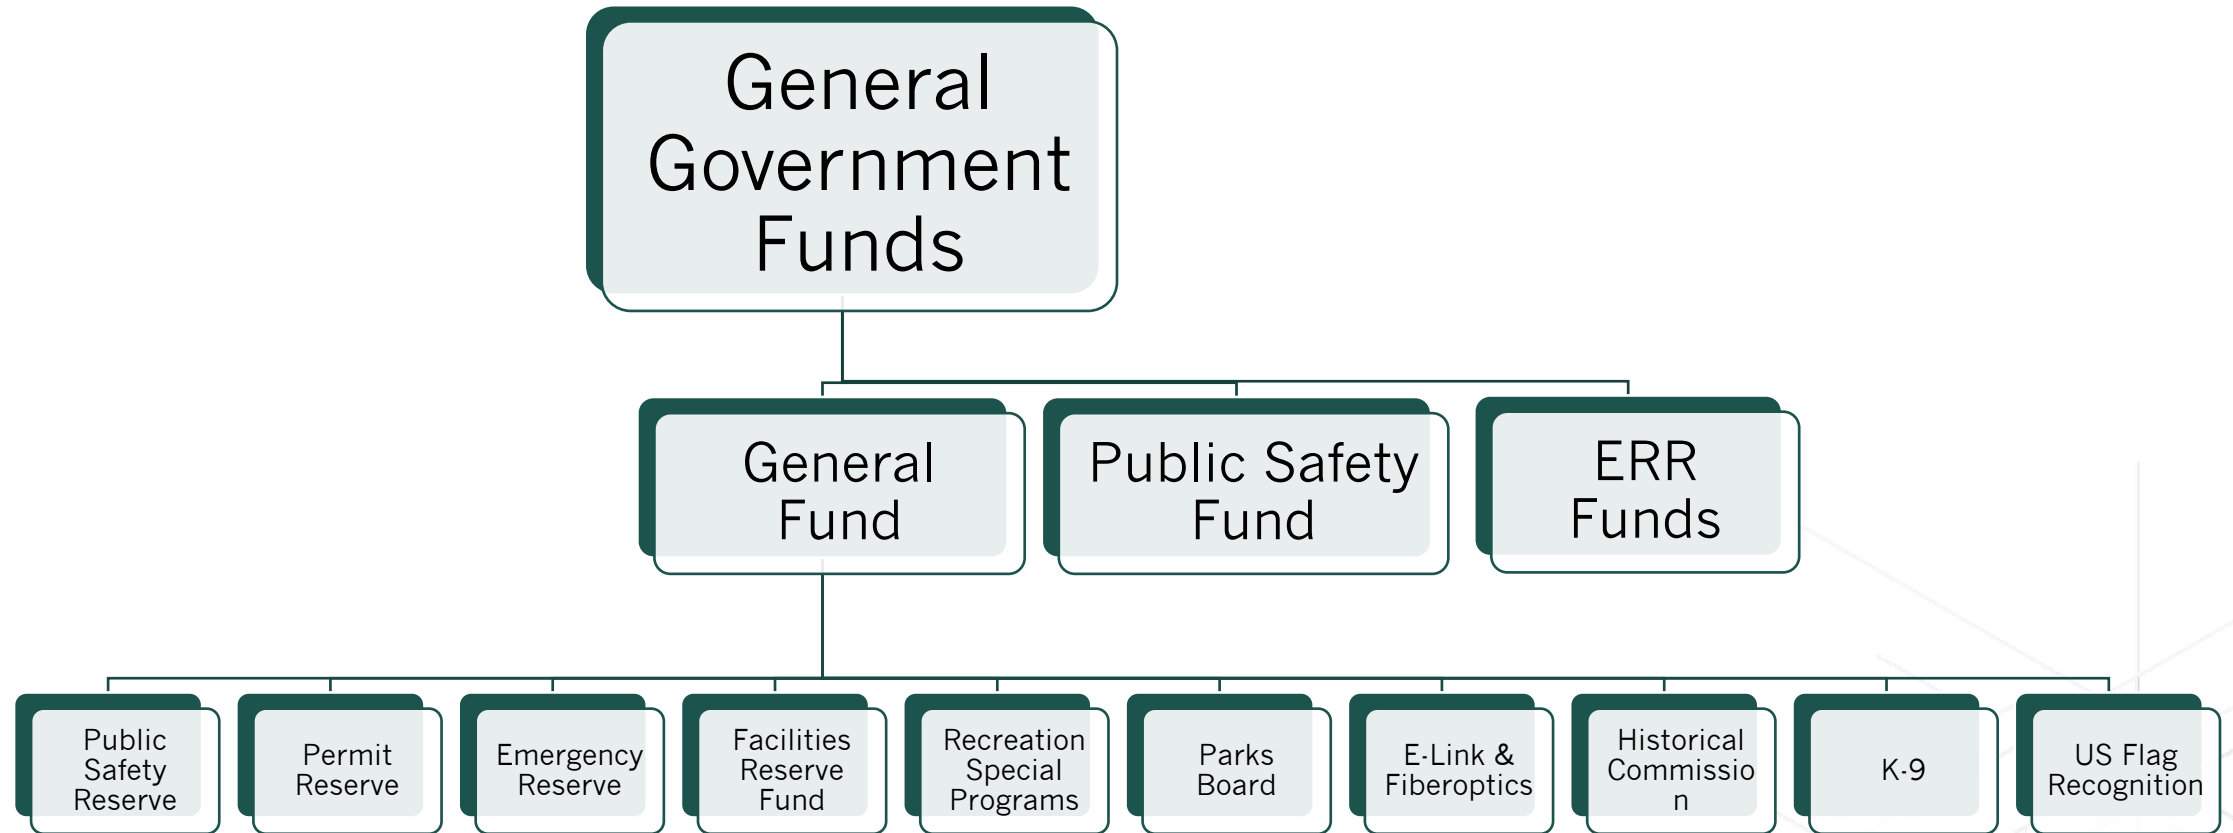 General
Government
Funds
General
Fund
Public Safety
Fund
ERR
Funds
Public
Safety
Reserve
Permit
Reserve
Emergency
Reserve
Facilities
Reserve
Fund
Recreation
Special
Programs
Parks
Board
E-Link &
Fiberoptics
Historical
Commissio
n
K-9
US Flag
Recognition